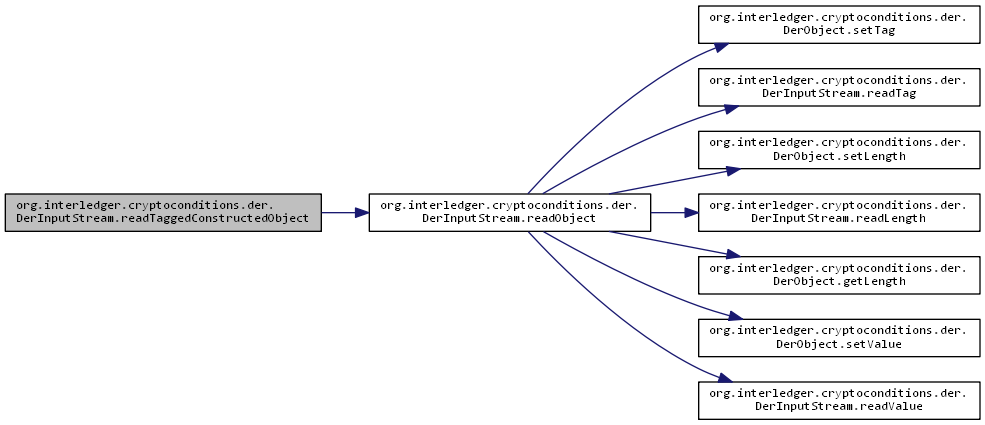 org.interledger.cryptoconditions.der.
DerInputStream.readTaggedConstructedObject
org.interledger.cryptoconditions.der.
DerInputStream.readObject
org.interledger.cryptoconditions.der.
DerObject.setTag
org.interledger.cryptoconditions.der.
DerInputStream.readTag
org.interledger.cryptoconditions.der.
DerObject.setLength
org.interledger.cryptoconditions.der.
DerInputStream.readLength
org.interledger.cryptoconditions.der.
DerObject.getLength
org.interledger.cryptoconditions.der.
DerObject.setValue
org.interledger.cryptoconditions.der.
DerInputStream.readValue